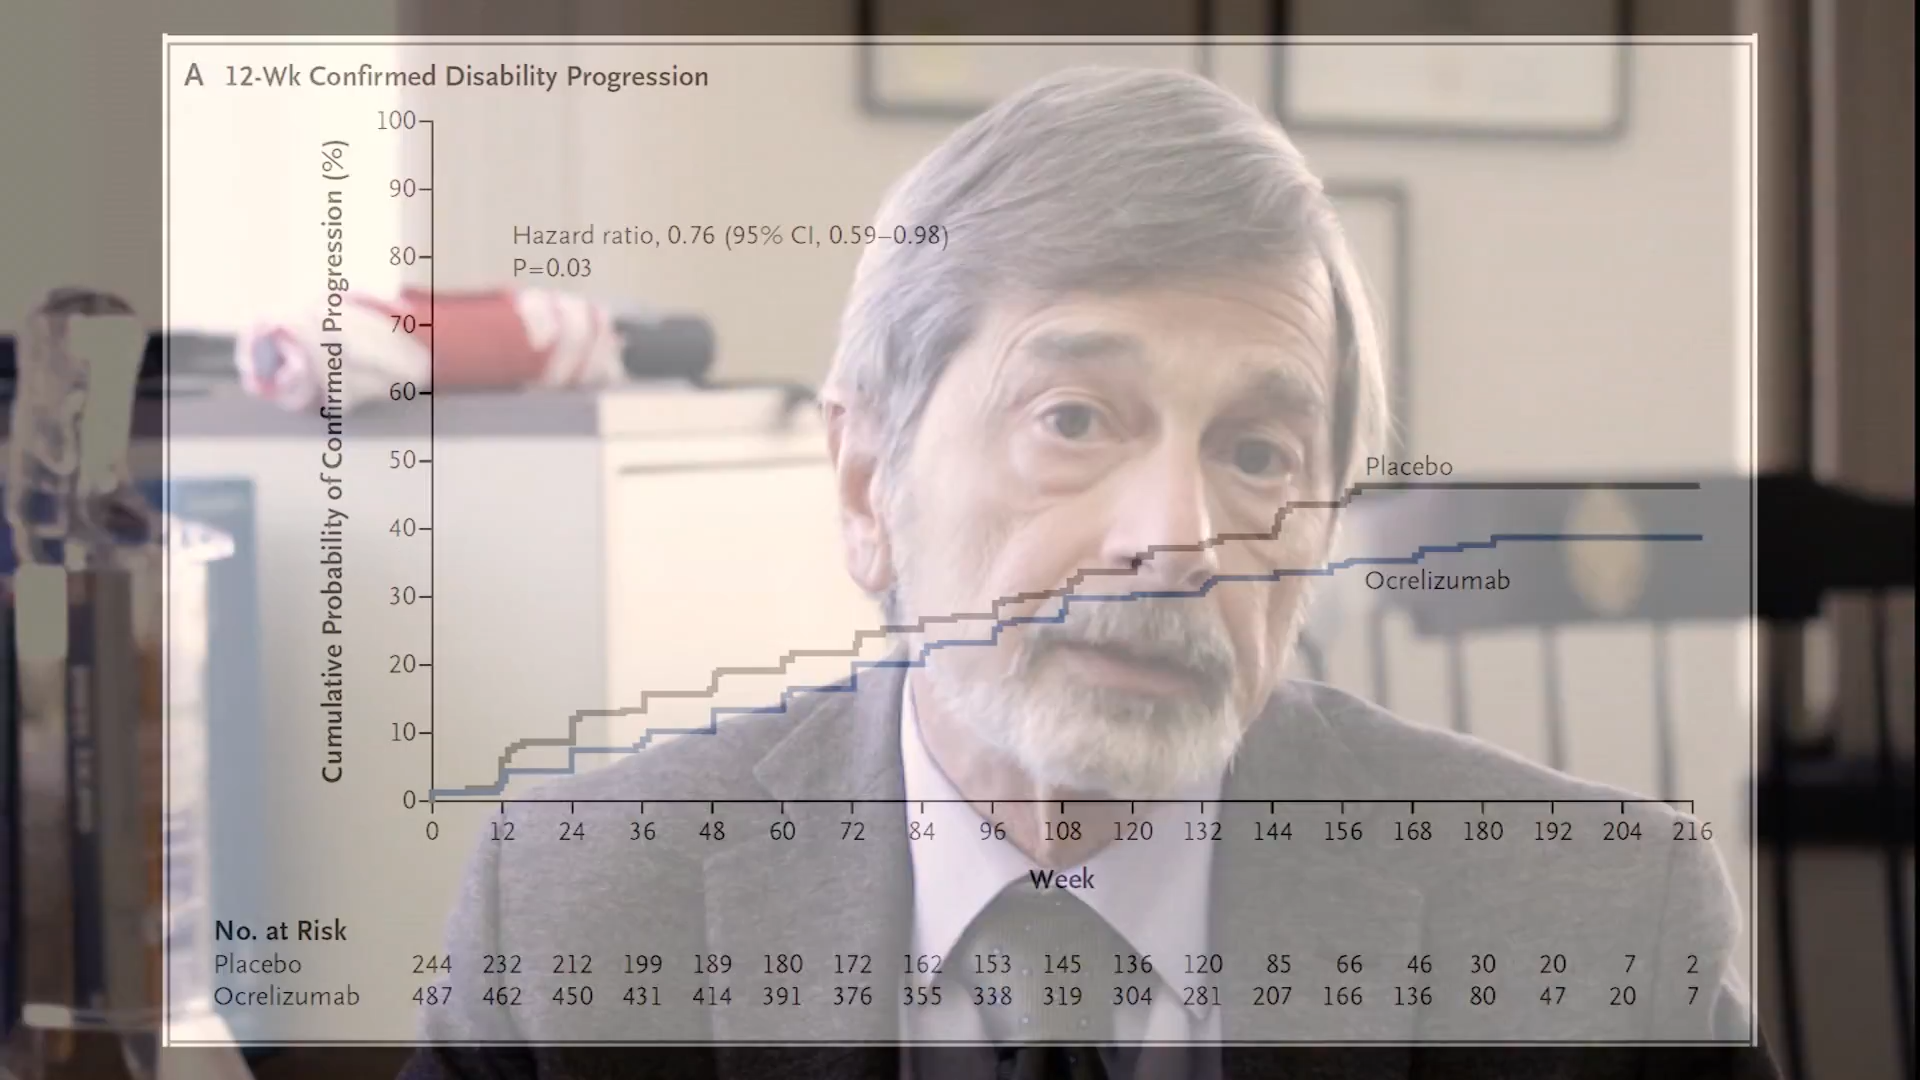 A 12-Wk Confirmed Disability Progression
Cumulative Probability of Confirmed Progression (%)
100
90
80
70
60
50
40
30
20
10
0
Hazard ratio, 0.76 (95% CI, 0.59–0.98)
P=0.03
Placebo
Ocrelizumab
0 12 24 36 48 60 72 84 96 108 120 132 144 156 168 180 192 204 216
Week
No. at Risk
Placebo 244 232 212 199 189 180 172 162 153 145 136 120 85 66 46 30 20 7 2
Ocrelizumab 487 462 450 431 414 391 376 355 338 319 304 281 207 166 136 80 47 20 7